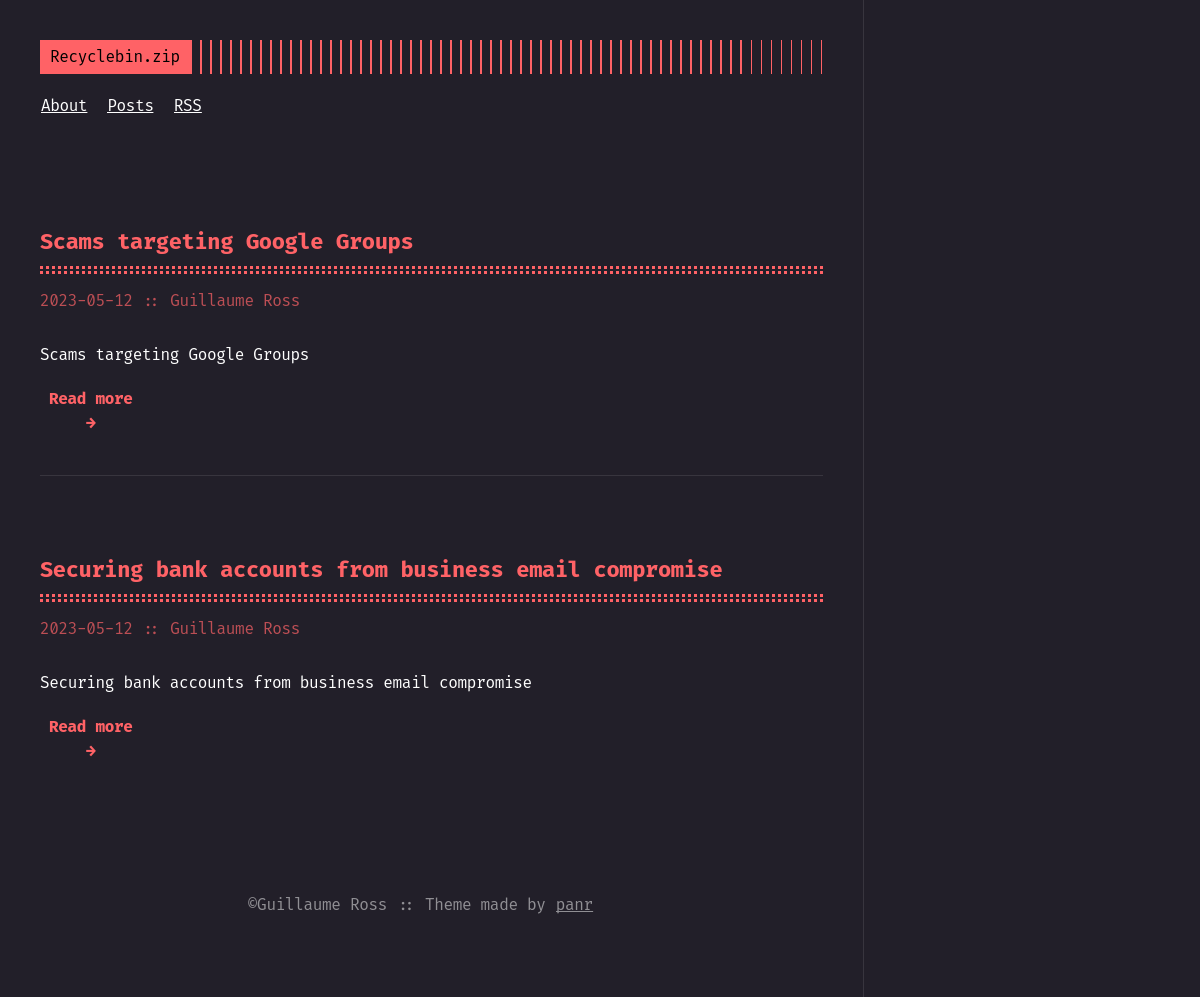 Recyclebin.zip
About Posts RSS
Scams targeting Google Groups
2023-05-12 :: Guillaume Ross
Scams targeting Google Groups
Read more
→
Securing bank accounts from business email compromise
2023-05-12 :: Guillaume Ross
Securing bank accounts from business email compromise
Read more
→
©Guillaume Ross :: Theme made by panr